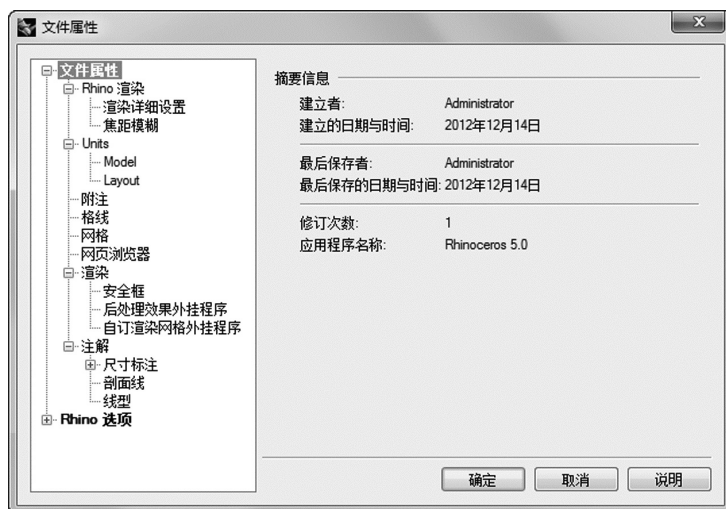 文件属性
文件属性
Rhino 渲染
渲染详细设置
焦距模糊
Units
Model
Layout
附注
格线
网格
网页浏览器
渲染
安全框
后处理效果外挂程序
自订渲染网格外挂程序
注解
尺寸标注
剖面线
线型
Rhino 选项
摘要信息
建立者: Administrator
建立的日期与时间: 2012年12月14日
最后保存者: Administrator
最后保存的日期与时间: 2012年12月14日
修订次数: 1
应用程序名称: Rhinoceros 5.0
确定 取消 说明